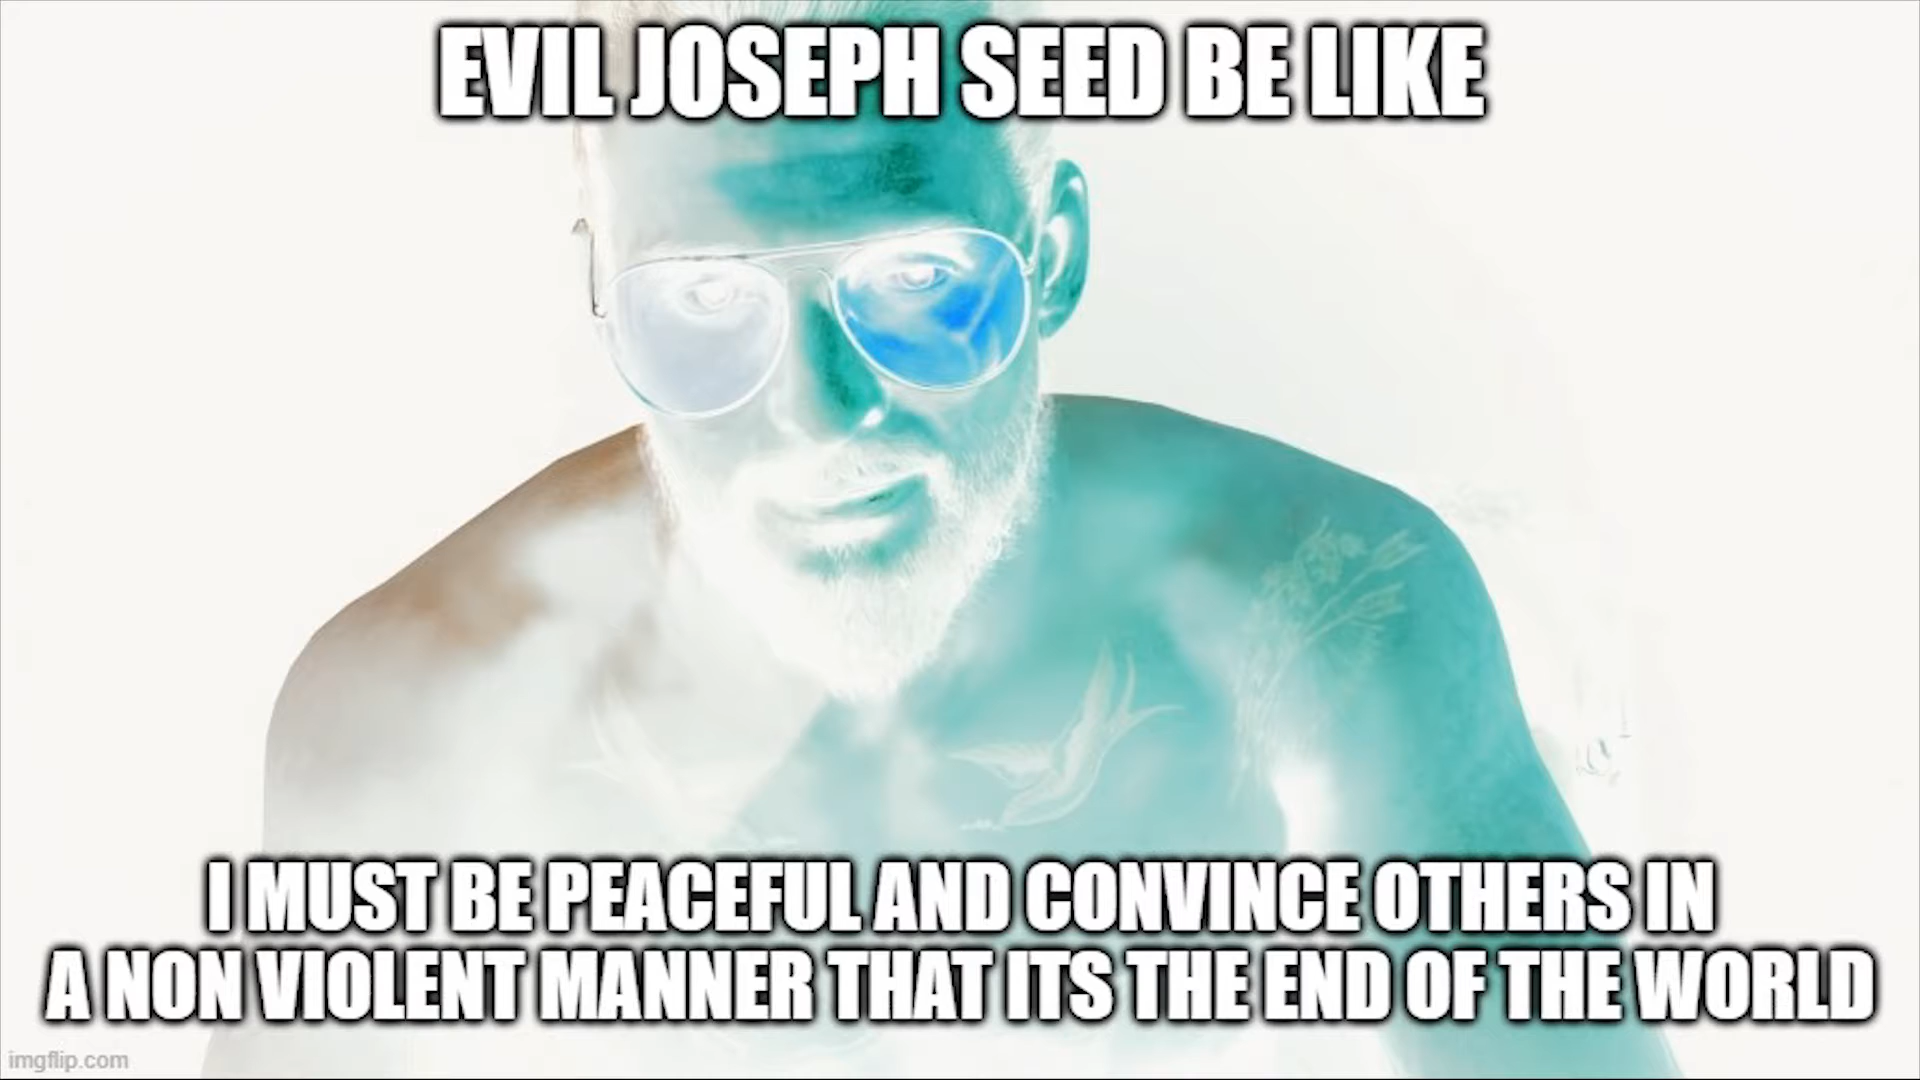 EVIL JOSEPH SEED BE LIKE
I MUST BE PEACEFUL AND CONVINCE OTHERS IN
A NON VIOLENT MANNER THAT ITS THE END OF THE WORLD
imgflip.com